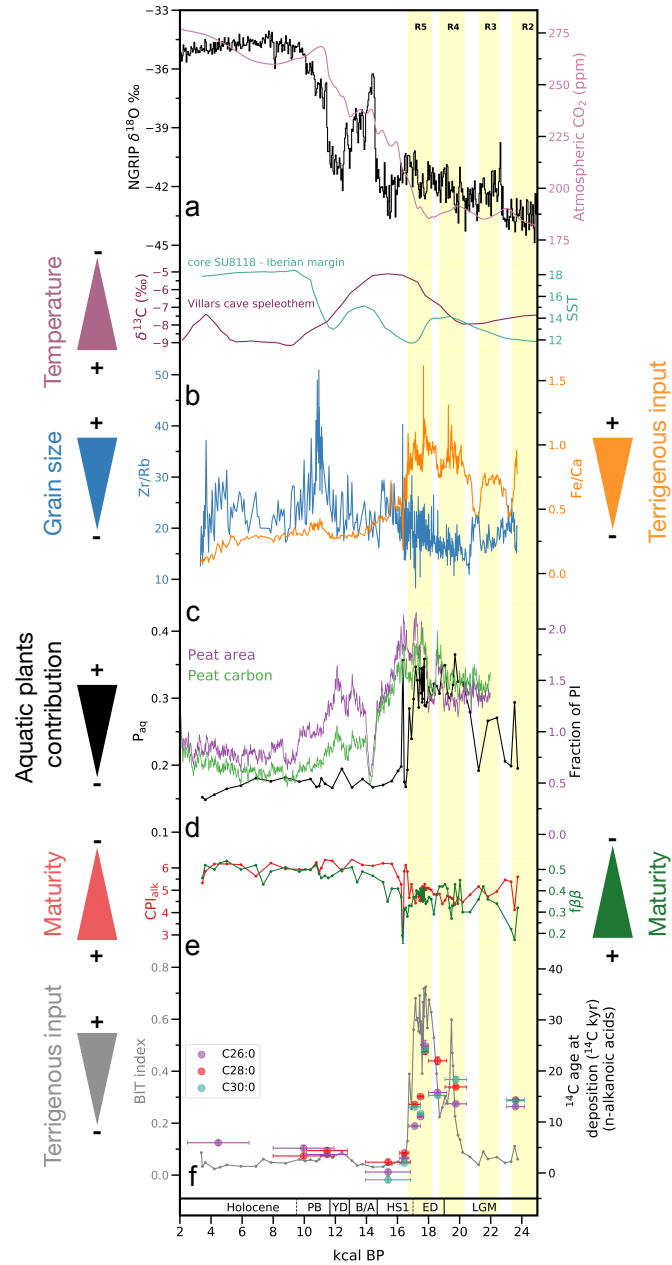 R5 R4 R3 R2
−33
−36
−39
−42
−45
NGRIP δ18O ‰
275
250
225
200
175
Atmospheric CO2 (ppm)
a
core SU8118 - Iberian margin
Villars cave speleothem
-
Temperature
+
−5
−6
−7
−8
−9
δ13C (‰)
18
16
14
12
SST
b
+
Grain size
-
50
40
30
20
10
Zr/Rb
1.5
1.0
0.5
0.0
Fe/Ca
+
Terrigenous input
-
c
Peat area
Peat carbon
+
Aquatic plants
contribution
-
0.4
0.3
0.2
0.1
Paq
2.0
1.5
1.0
0.5
0.0
Fraction of PI
d
-
Maturity
+
6
5
4
3
CPIalk
0.5
0.4
0.3
0.2
fββ
-
Maturity
+
e
+
Terrigenous input
-
0.8
0.6
0.4
0.2
0.0
BIT index
C26:0
C28:0
C30:0
40
30
20
10
0
14C age at
deposition (14C kyr)
(n-alkanoic acids)
f
Holocene PB YD B/A HS1 ED LGM
2 4 6 8 10 12 14 16 18 20 22 24
kcal BP